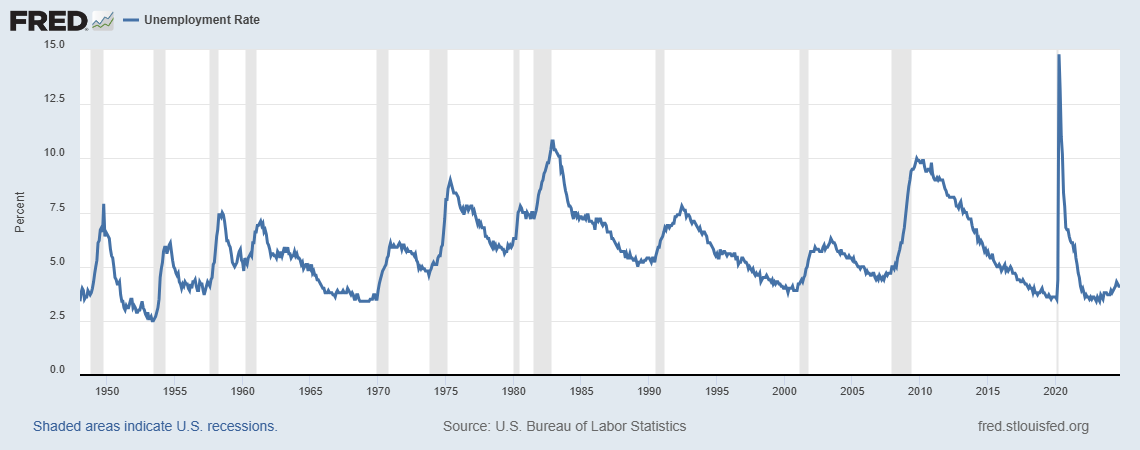 FRED Unemployment Rate
15.0
12.5
10.0
7.5
5.0
2.5
0.0
Percent
1950 1955 1960 1965 1970 1975 1980 1985 1990 1995 2000 2005 2010 2015 2020
Shaded areas indicate U.S. recessions. Source: U.S. Bureau of Labor Statistics fred.stlouisfed.org